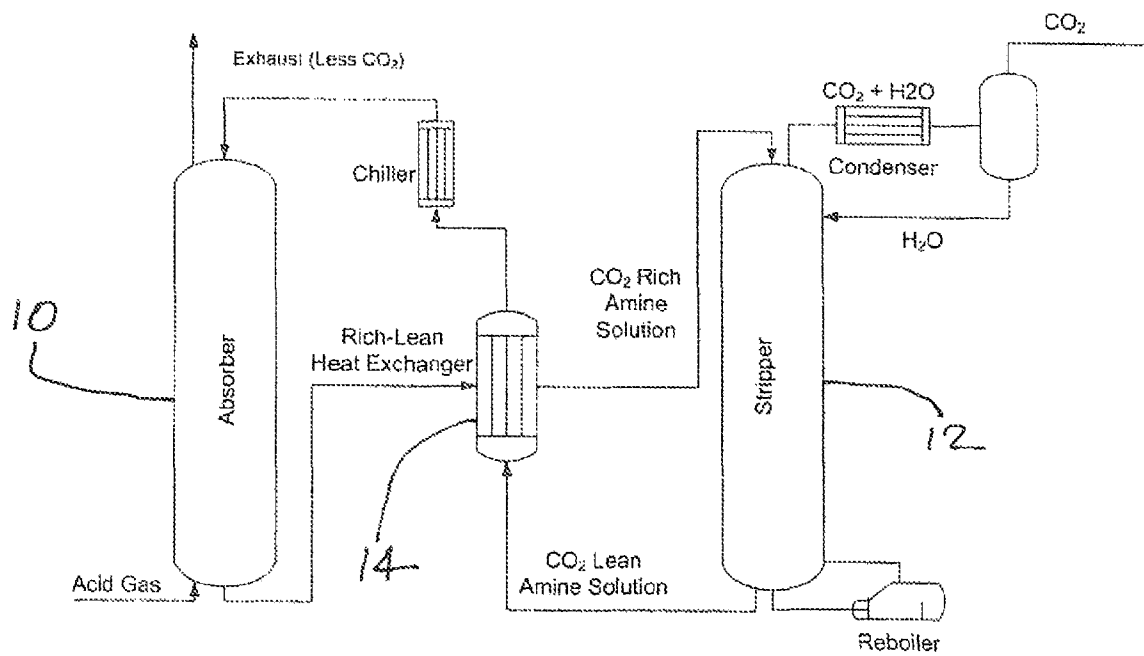 CO₂
Exhaust (Less CO₂)
CO₂ + H2O
Condenser
Chiller
H₂O
CO₂ Rich
Amine
Solution
10
Rich-Lean
Heat Exchanger
Absorber
Stripper
12
14
CO₂ Lean
Amine Solution
Acid Gas
Reboiler